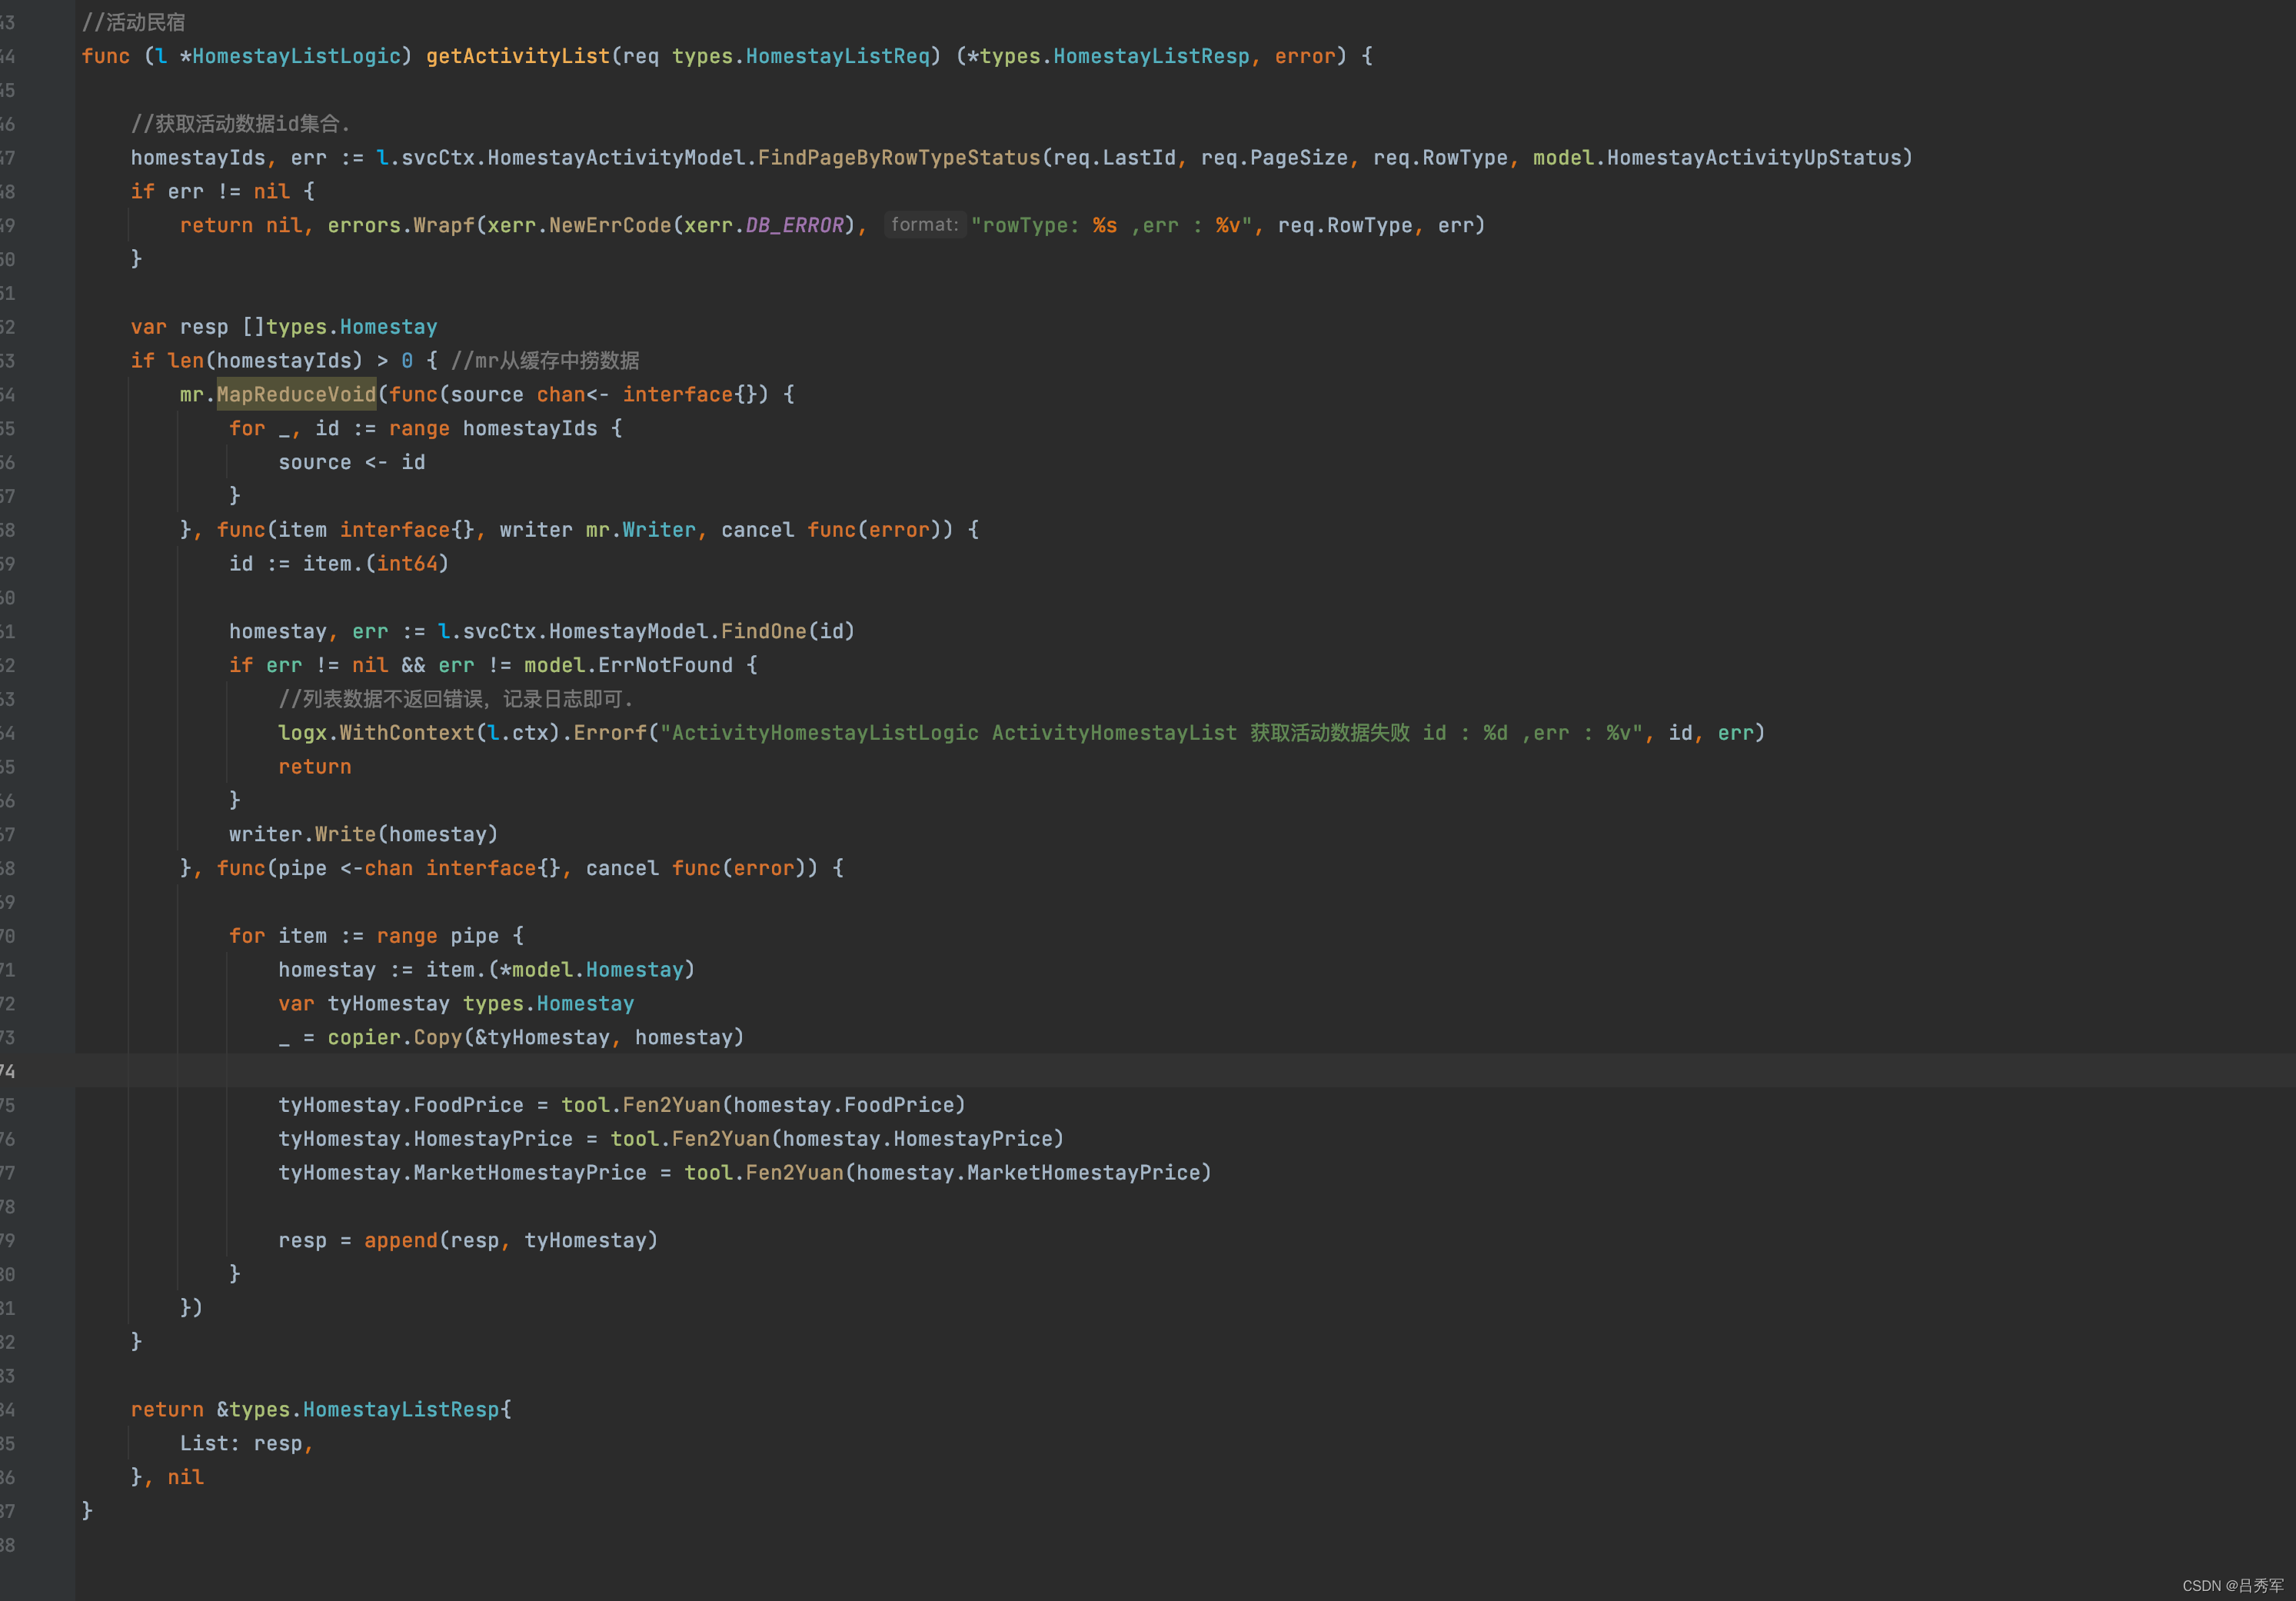 43 //活动民宿
44 func (l *HomestayListLogic) getActivityList(req types.HomestayListReq) (*types.HomestayListResp, error) {
45
46 //获取活动数据id集合.
47 homestayIds, err := l.svcCtx.HomestayActivityModel.FindPageByRowTypeStatus(req.LastId, req.PageSize, req.RowType, model.HomestayActivityUpStatus)
48 if err != nil {
49 return nil, errors.Wrapf(xerr.NewErrCode(xerr.DB_ERROR), format: "rowType: %s ,err : %v", req.RowType, err)
50 }
51
52 var resp []types.Homestay
53 if len(homestayIds) > 0 { //mr从缓存中捞数据
54 mr.MapReduceVoid(func(source chan<- interface{}) {
55 for _, id := range homestayIds {
56 source <- id
57 }
58 }, func(item interface{}, writer mr.Writer, cancel func(error)) {
59 id := item.(int64)
60
61 homestay, err := l.svcCtx.HomestayModel.FindOne(id)
62 if err != nil && err != model.ErrNotFound {
63 //列表数据不返回错误，记录日志即可.
64 logx.WithContext(l.ctx).Errorf("ActivityHomestayListLogic ActivityHomestayList 获取活动数据失败 id : %d ,err : %v", id, err)
65 return
66 }
67 writer.Write(homestay)
68 }, func(pipe <-chan interface{}, cancel func(error)) {
69
70 for item := range pipe {
71 homestay := item.(*model.Homestay)
72 var tyHomestay types.Homestay
73 _ = copier.Copy(&tyHomestay, homestay)
74
75 tyHomestay.FoodPrice = tool.Fen2Yuan(homestay.FoodPrice)
76 tyHomestay.HomestayPrice = tool.Fen2Yuan(homestay.HomestayPrice)
77 tyHomestay.MarketHomestayPrice = tool.Fen2Yuan(homestay.MarketHomestayPrice)
78
79 resp = append(resp, tyHomestay)
80 }
81 })
82 }
83
84 return &types.HomestayListResp{
85 List: resp,
86 }, nil
87 }
88
CSDN @吕秀军